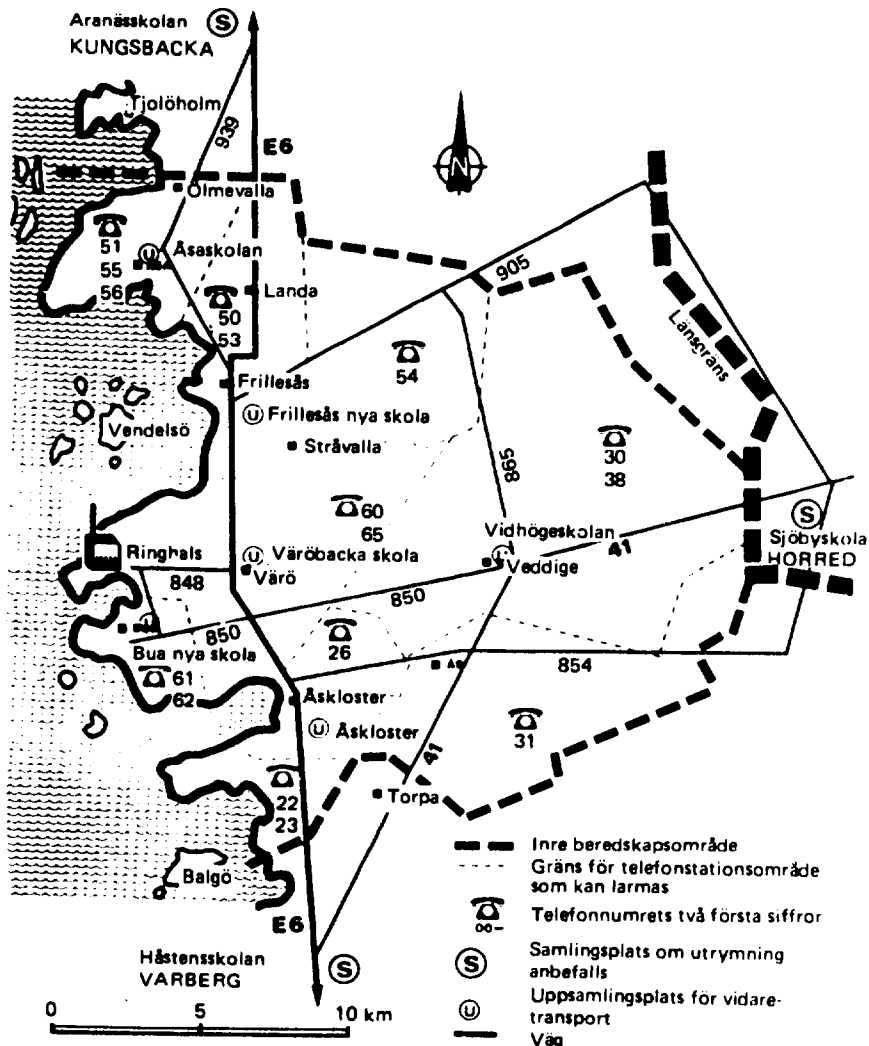 Aranässkolan S
KUNGSBACKA
Tjolöholm
939
E6
N
Ölmevalla
51
55
56
U Åsaskolan
50
53
Landa
905
Länsgräns
54
Frillesås
U Frillesås nya skola
Vendelsö
Stråvalla
865
30
38
60
65
S
Sjöbyskola
HORRED
Vidhögeskolan
U
41
Ringhals
U Väröbacka skola
Värö
Veddige
848
850
850
U
Bua nya skola
26
61
62
854
Åskloster
U Åskloster
31
41
22
23
Torpa
Balgö
E6
Håstensskolan
VARBERG
S
0 5 10 km
Inre beredskapsområde
Gräns för telefonstationsområde
som kan larmas
00– Telefonnumrets två första siffror
S Samlingsplats om utrymning
anbefalls
U Uppsamlingsplats för vidare-
transport
Väg